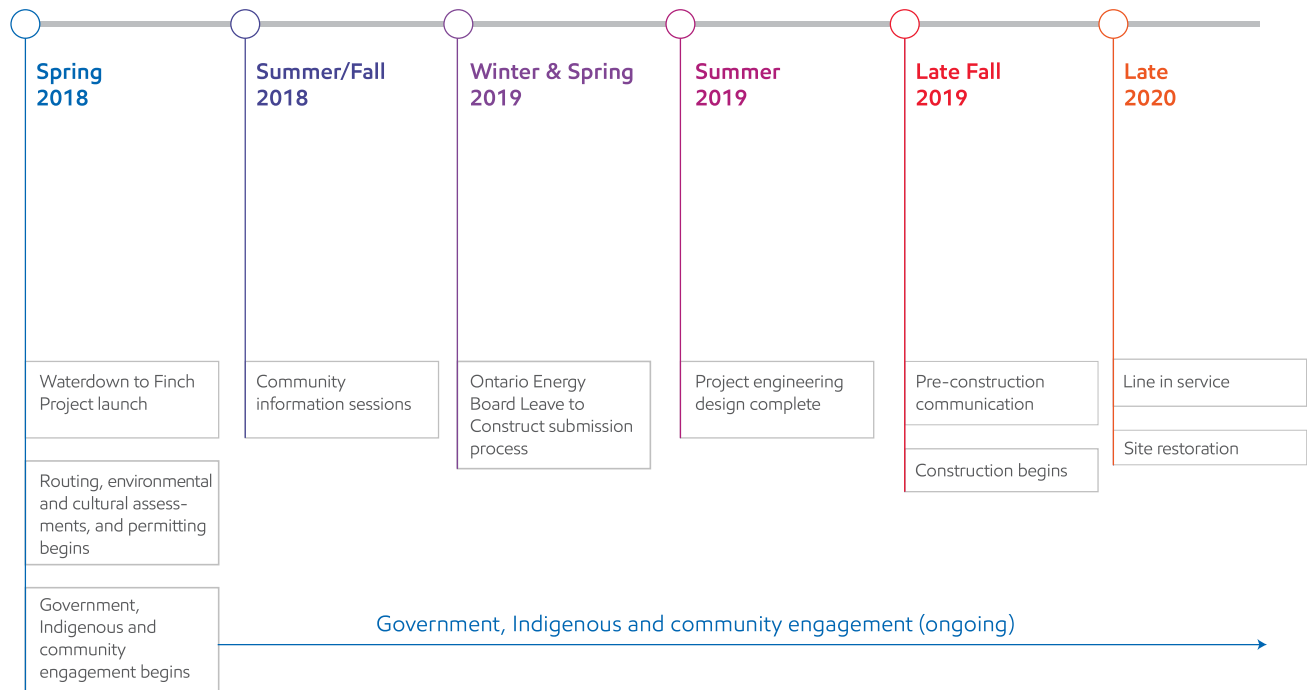 Spring
2018
Summer/Fall
2018
Winter & Spring
2019
Summer
2019
Late Fall
2019
Late
2020
Waterdown to Finch
Project launch
Routing, environmental
and cultural assess-
ments, and permitting
begins
Government,
Indigenous and
community
engagement begins
Community
information sessions
Ontario Energy
Board Leave to
Construct submission
process
Project engineering
design complete
Pre-construction
communication
Construction begins
Line in service
Site restoration
Government, Indigenous and community engagement (ongoing)